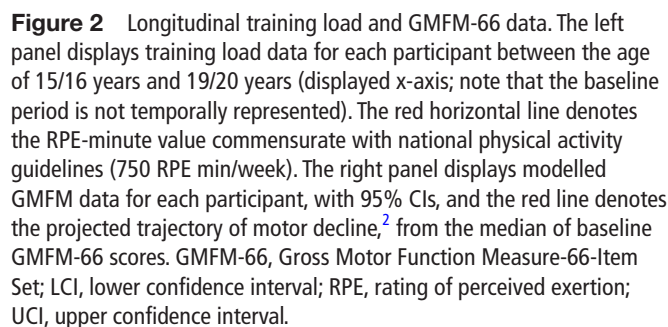 Figure 2 Longitudinal training load and GMFM-66 data. The left
panel displays training load data for each participant between the age
of 15/16 years and 19/20 years (displayed x-axis; note that the baseline
period is not temporally represented). The red horizontal line denotes
the RPE-minute value commensurate with national physical activity
guidelines (750 RPE min/week). The right panel displays modelled
GMFM data for each participant, with 95% CIs, and the red line denotes
the projected trajectory of motor decline,2 from the median of baseline
GMFM-66 scores. GMFM-66, Gross Motor Function Measure-66-Item
Set; LCI, lower confidence interval; RPE, rating of perceived exertion;
UCI, upper confidence interval.